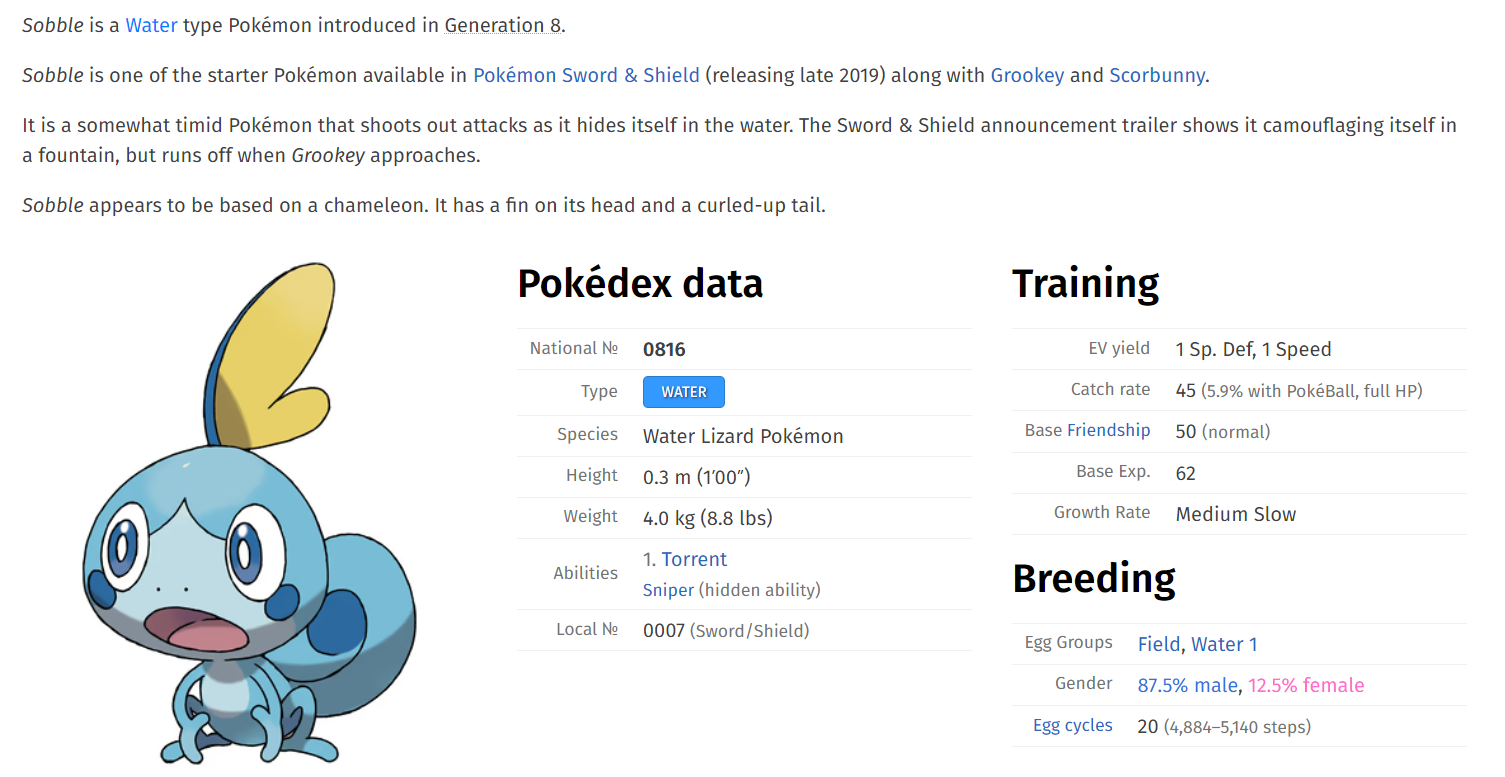 Sobble is a Water type Pokémon introduced in Generation 8.
Sobble is one of the starter Pokémon available in Pokémon Sword & Shield (releasing late 2019) along with Grookey and Scorbunny.
It is a somewhat timid Pokémon that shoots out attacks as it hides itself in the water. The Sword & Shield announcement trailer shows it camouflaging itself in
a fountain, but runs off when Grookey approaches.
Sobble appears to be based on a chameleon. It has a fin on its head and a curled-up tail.
Pokédex data
National № 0816
Type WATER
Species Water Lizard Pokémon
Height 0.3 m (1′00″)
Weight 4.0 kg (8.8 lbs)
Abilities 1. Torrent
Sniper (hidden ability)
Local № 0007 (Sword/Shield)
Training
EV yield 1 Sp. Def, 1 Speed
Catch rate 45 (5.9% with PokéBall, full HP)
Base Friendship 50 (normal)
Base Exp. 62
Growth Rate Medium Slow
Breeding
Egg Groups Field, Water 1
Gender 87.5% male, 12.5% female
Egg cycles 20 (4,884–5,140 steps)